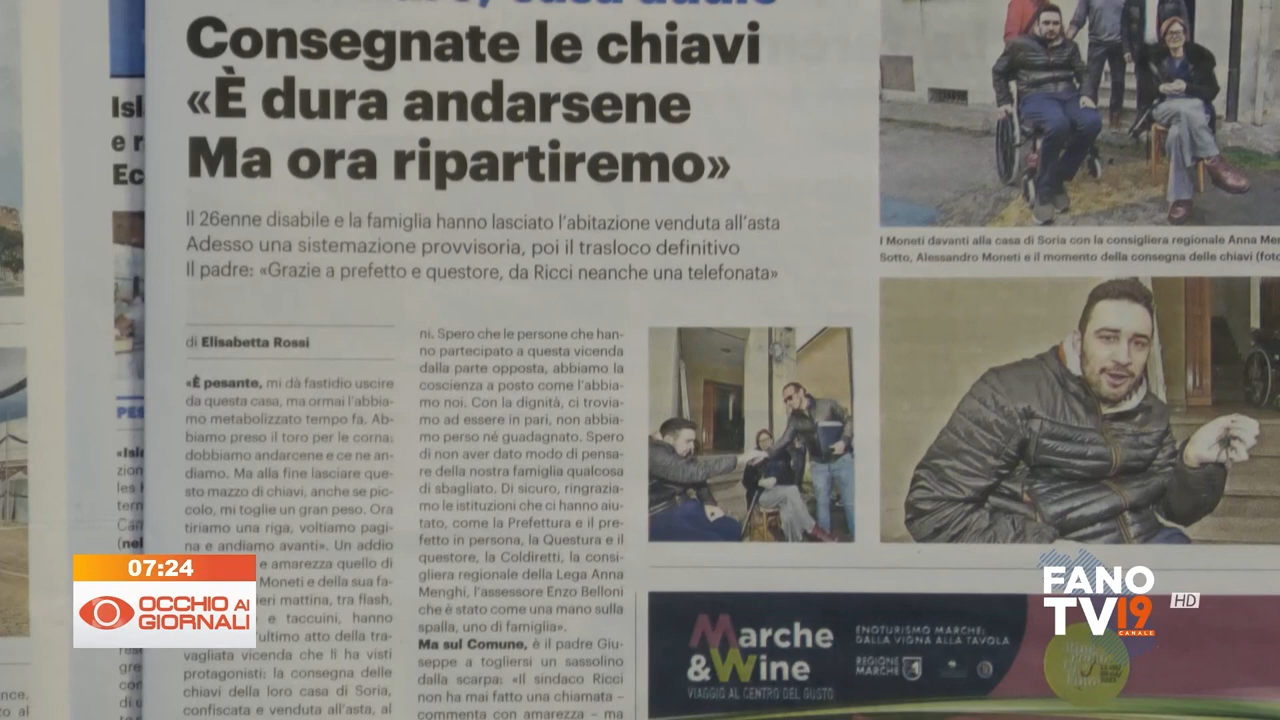 Consegnate le chiavi
«È dura andarsene
Ma ora ripartiremo»
Il 26enne disabile e la famiglia hanno lasciato l'abitazione venduta all'asta
Adesso una sistemazione provvisoria, poi il trasloco definitivo
Il padre: «Grazie a prefetto e questore, da Ricci neanche una telefonata»
di Elisabetta Rossi
«È pesante, mi dà fastidio uscire
da questa casa, ma ormai l'abbia-
mo metabolizzato tempo fa. Ab-
biamo preso il toro per le corna:
dobbiamo andarcene e ce ne an-
diamo. Ma alla fine lasciare que-
sto mazzo di chiavi, anche se pic-
colo, mi toglie un gran peso. Ora
tiriamo una riga, voltiamo pagi-
na e andiamo avanti». Un addio
e amarezza quello di
Moneti e della sua fa-
eri mattina, tra flash,
e taccuini, hanno
l'ultimo atto della tra-
vagliata vicenda che li ha visti
protagonisti: la consegna delle
chiavi della loro casa di Soria,
confiscata e venduta all'asta, al
ni. Spero che le persone che han-
no partecipato a questa vicenda
dalla parte opposta, abbiamo la
coscienza a posto come l'abbia-
mo noi. Con la dignità, ci trovia-
mo ad essere in pari, non abbia-
mo perso né guadagnato. Spero
di non aver dato modo di pensa-
re della nostra famiglia qualcosa
di sbagliato. Di sicuro, ringrazia-
mo le istituzioni che ci hanno aiu-
tato, come la Prefettura e il pre-
fetto in persona, la Questura e il
questore, la Coldiretti, la consi-
gliera regionale della Lega Anna
Menghi, l'assessore Enzo Belloni
che è stato come una mano sulla
spalla, uno di famiglia».
Ma sul Comune, è il padre Giu-
seppe a togliersi un sassolino
dalla scarpa: «Il sindaco Ricci
non ha mai fatto una chiamata –
commenta con amarezza – ma
I Moneti davanti alla casa di Soria con la consigliera regionale Anna Men
Sotto, Alessandro Moneti e il momento della consegna delle chiavi (foto
Marche
&Wine
VIAGGIO AL CENTRO DEL GUSTO
ENOTURISMO MARCHE:
DALLA VIGNA ALLA TAVOLA
REGIONE
MARCHE
07:24
OCCHIO AI
GIORNALI
FANO
TV19
CANALE
HD